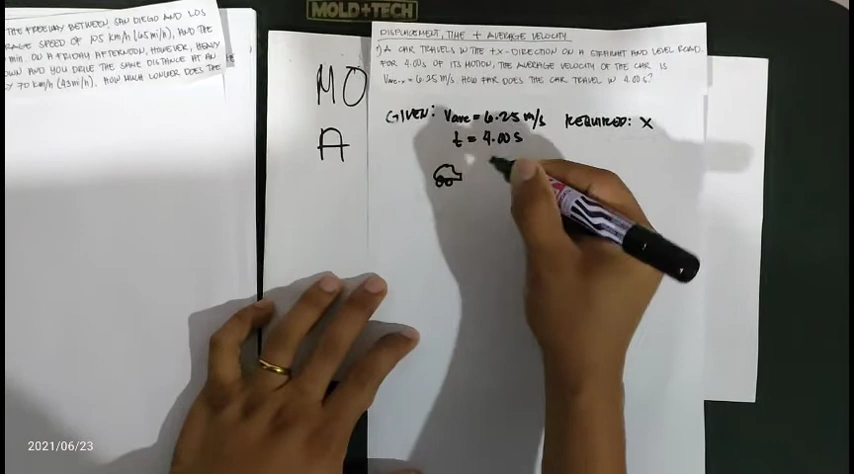 MOLD+TECH
THE FREEWAY BETWEEN SAN DIEGO AND LOS
RAGE SPEED OF 105 km/h (65 mi/h), AND THE
min. ON A FRIDAY AFTERNOON, HOWEVER, HEAVY
OWN AND YOU DRIVE THE SAME DISTANCE AT AN
70 km/h (43 mi/h). HOW MUCH LONGER DOES THE
MO
A
DISPLACEMENT, TIME + AVERAGE VELOCITY
1) A CAR TRAVELS IN THE +X-DIRECTION ON A STRAIGHT AND LEVEL ROAD.
FOR 4.00s OF ITS MOTION, THE AVERAGE VELOCITY OF THE CAR IS
Vave-x = 6.25 m/s. HOW FAR DOES THE CAR TRAVEL IN 4.00 s?
GIVEN: Vave = 6.25 m/s REQUIRED: X
t = 4.00 s
2021/06/23